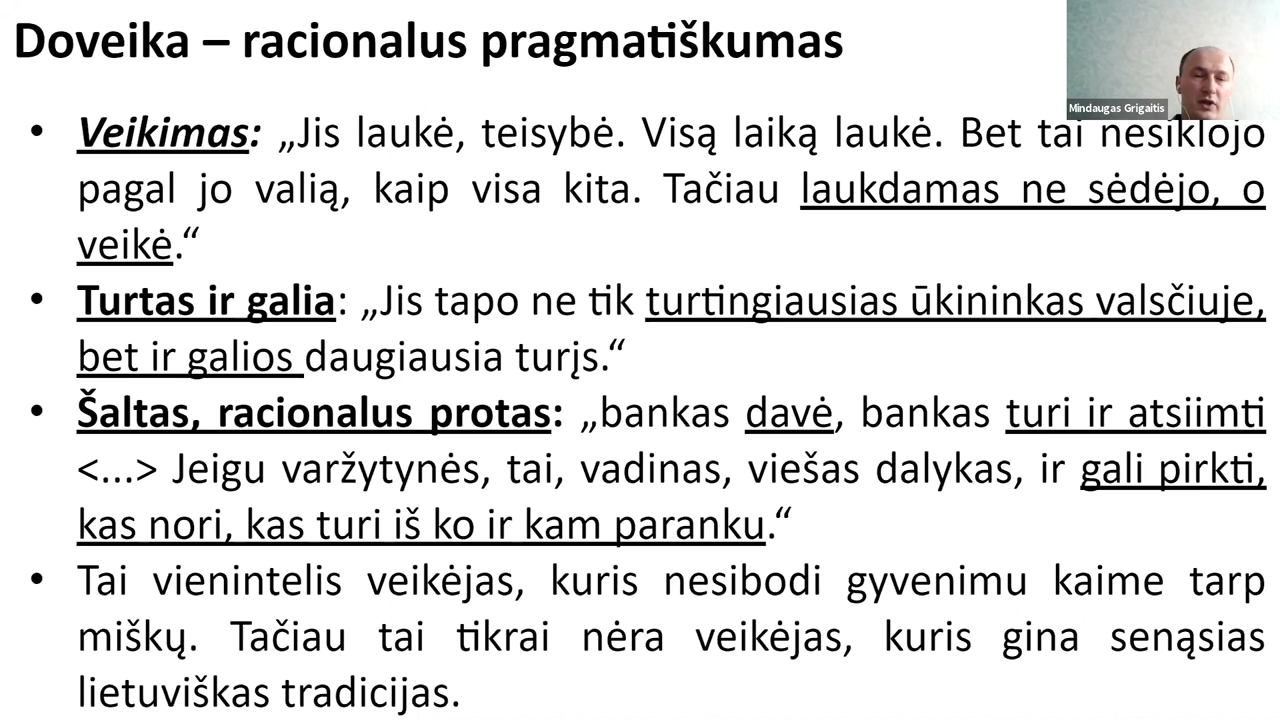 Doveika – racionalus pragmatiškumas
Mindaugas Grigaitis
• Veikimas: „Jis laukė, teisybė. Visą laiką laukė. Bet tai nesiklojo
pagal jo valią, kaip visa kita. Tačiau laukdamas ne sėdėjo, o
veikė.“
• Turtas ir galia: „Jis tapo ne tik turtingiausias ūkininkas valsčiuje,
bet ir galios daugiausia turįs.“
• Šaltas, racionalus protas: „bankas davė, bankas turi ir atsiimti
<...> Jeigu varžytynės, tai, vadinas, viešas dalykas, ir gali pirkti,
kas nori, kas turi iš ko ir kam paranku.“
• Tai vienintelis veikėjas, kuris nesibodi gyvenimu kaime tarp
miškų. Tačiau tai tikrai nėra veikėjas, kuris gina senąsias
lietuviškas tradicijas.